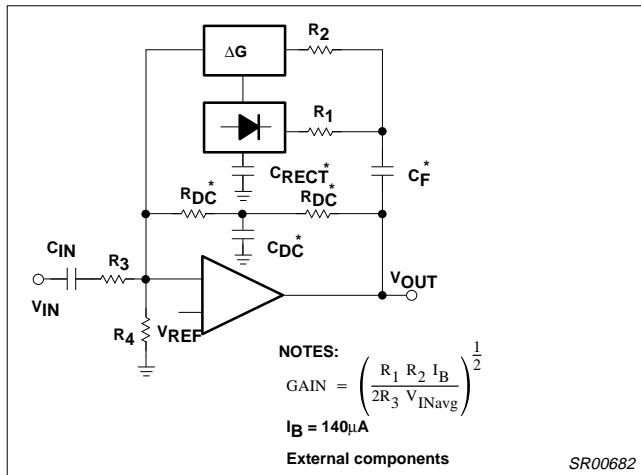 R2
ΔG
R1
CRECT*
CF*
RDC*
RDC*
CDC*
CIN
R3
VIN
VOUT
R4
VREF
NOTES:
GAIN = (R1 R2 IB / 2R3 VINavg)^1/2
IB = 140μA
External components
SR00682